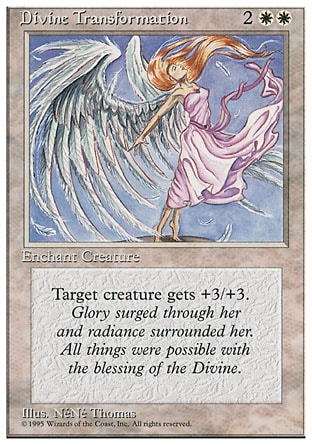 Divine Transformation 2
Enchant Creature
Target creature gets +3/+3.
Glory surged through her
and radiance surrounded her.
All things were possible with
the blessing of the Divine.
Illus. NéNé Thomas
©1995 Wizards of the Coast, Inc. All rights reserved.